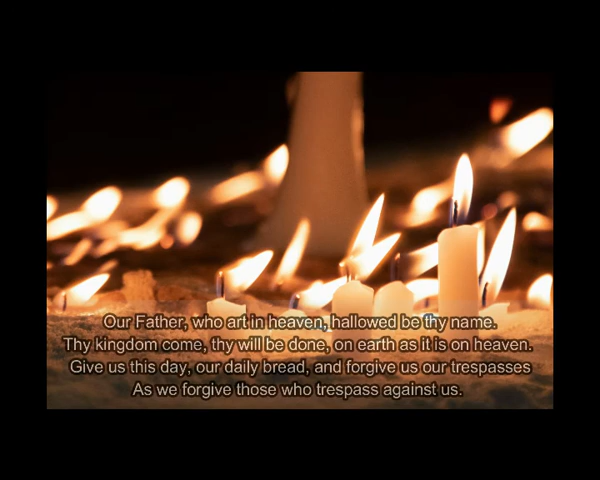 Our Father, who art in heaven, hallowed be thy name.
Thy kingdom come, thy will be done, on earth as it is on heaven.
Give us this day, our daily bread, and forgive us our trespasses
As we forgive those who trespass against us.